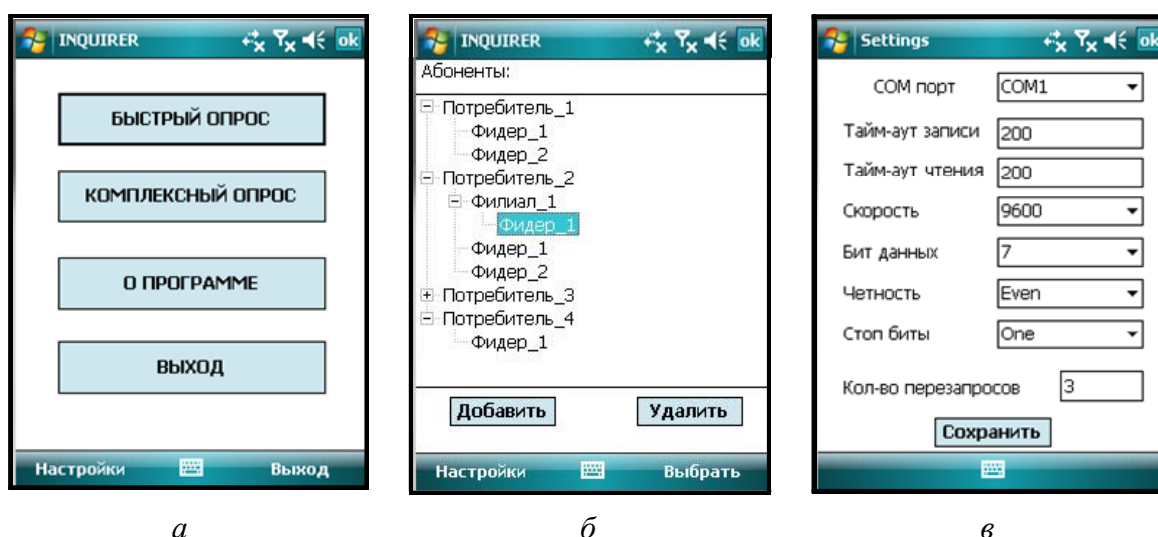 INQUIRER
ok
БЫСТРЫЙ ОПРОС
КОМПЛЕКСНЫЙ ОПРОС
О ПРОГРАММЕ
ВЫХОД
Настройки
Выход
а
INQUIRER
ok
Абоненты:
Потребитель_1
Фидер_1
Фидер_2
Потребитель_2
Филиал_1
Фидер_1
Фидер_1
Фидер_2
Потребитель_3
Потребитель_4
Фидер_1
Добавить
Удалить
Настройки
Выбрать
б
Settings
ok
COM порт COM1
Тайм-аут записи 200
Тайм-аут чтения 200
Скорость 9600
Бит данных 7
Четность Even
Стоп биты One
Кол-во перезапросов 3
Сохранить
в